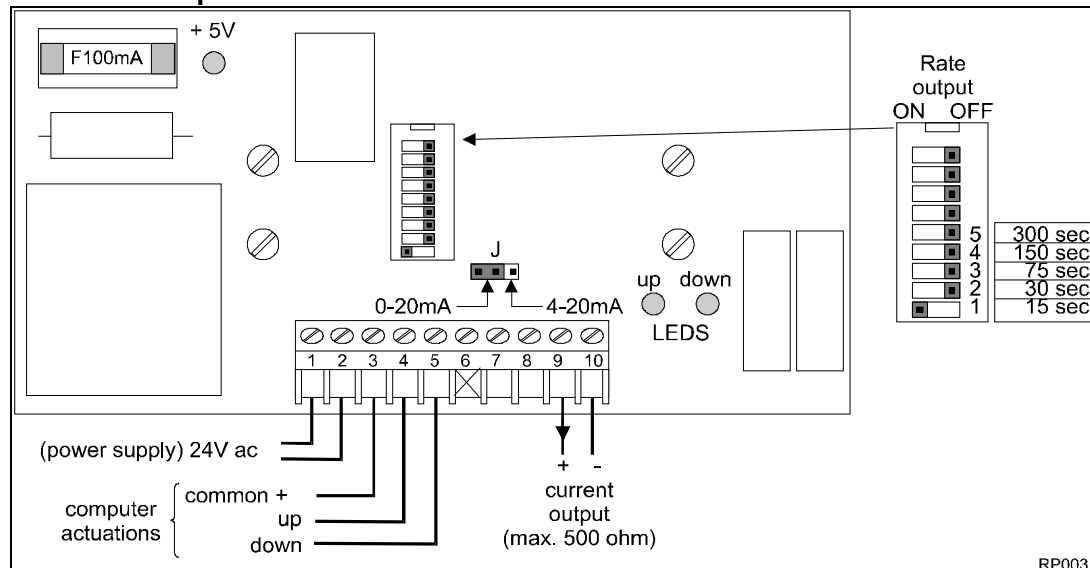 + 5V
F100mA
Rate
output
ON OFF
J
0-20mA
4-20mA
up down
LEDS
5 300 sec
4 150 sec
3 75 sec
2 30 sec
1 15 sec
1 2 3 4 5 6 7 8 9 10
(power supply) 24V ac
computer
actuations
common +
up
down
+ -
current
output
(max. 500 ohm)
RP003